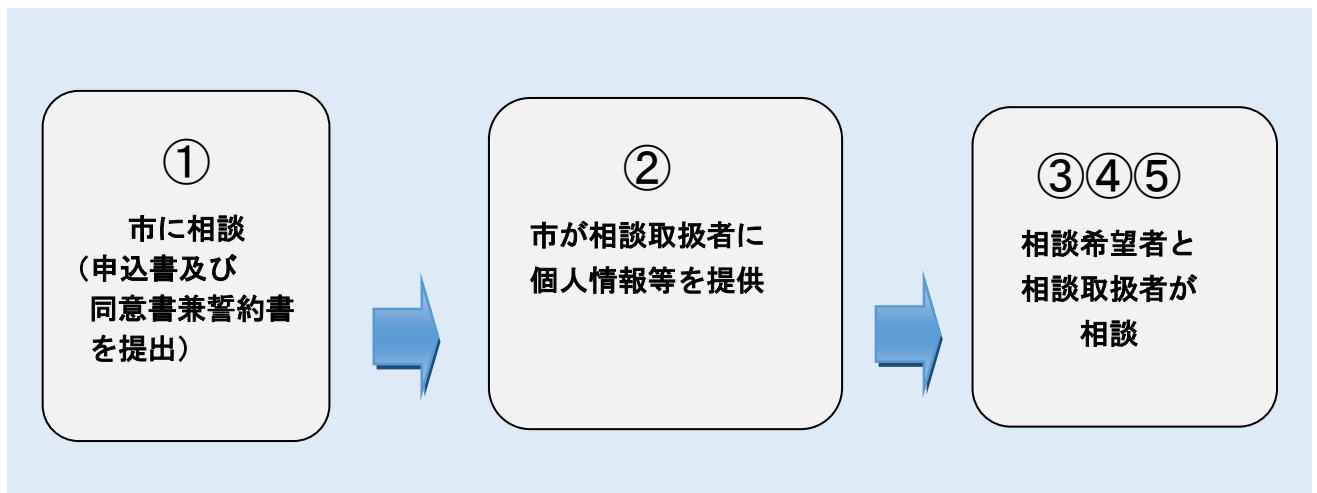 ①
市に相談
（申込書及び
同意書兼誓約書
を提出）
②
市が相談取扱者に
個人情報等を提供
③④⑤
相談希望者と
相談取扱者が
相談